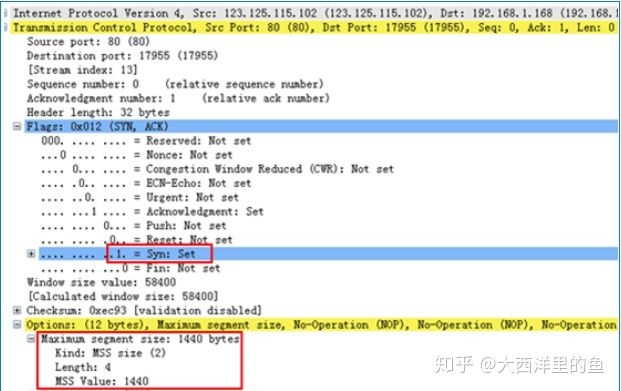 Internet Protocol Version 4, Src: 123.125.115.102 (123.125.115.102), Dst: 192.168.1.168 (192.168.
Transmission Control Protocol, Src Port: 80 (80), Dst Port: 17955 (17955), Seq: 0, Ack: 1, Len: 0
Source port: 80 (80)
Destination port: 17955 (17955)
[Stream index: 13]
Sequence number: 0 (relative sequence number)
Acknowledgment number: 1 (relative ack number)
Header length: 32 bytes
Flags: 0x012 (SYN, ACK)
000. .... .... = Reserved: Not set
...0 .... .... = Nonce: Not set
.... 0... .... = Congestion Window Reduced (CWR): Not set
.... .0.. .... = ECN-Echo: Not set
.... ..0. .... = Urgent: Not set
.... ...1 .... = Acknowledgment: Set
.... .... 0... = Push: Not set
.... .... .0.. = Reset: Not set
.... .... ..1. = Syn: Set
.... .... ...0 = Fin: Not set
Window size value: 58400
[Calculated window size: 58400]
Checksum: 0xec93 [validation disabled]
Options: (12 bytes), Maximum segment size, No-Operation (NOP), No-Operation (NOP), No-Operation (
Maximum segment size: 1440 bytes
Kind: MSS size (2)
Length: 4
MSS Value: 1440
知乎 @大西洋里的鱼